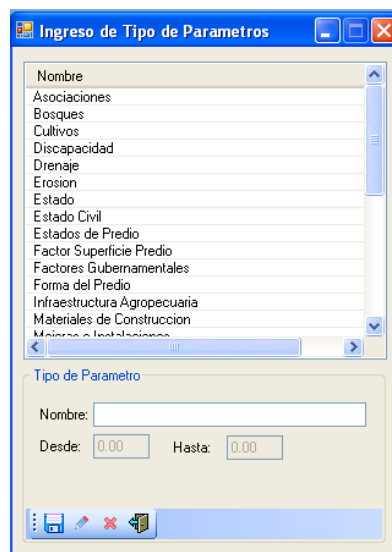 Ingreso de Tipo de Parametros
Nombre
Asociaciones
Bosques
Cultivos
Discapacidad
Drenaje
Erosion
Estado
Estado Civil
Estados de Predio
Factor Superficie Predio
Factores Gubernamentales
Forma del Predio
Infraestructura Agropecuaria
Materiales de Construccion
Mejoras e Instalaciones
Tipo de Parametro
Nombre:
Desde: 0.00 Hasta: 0.00